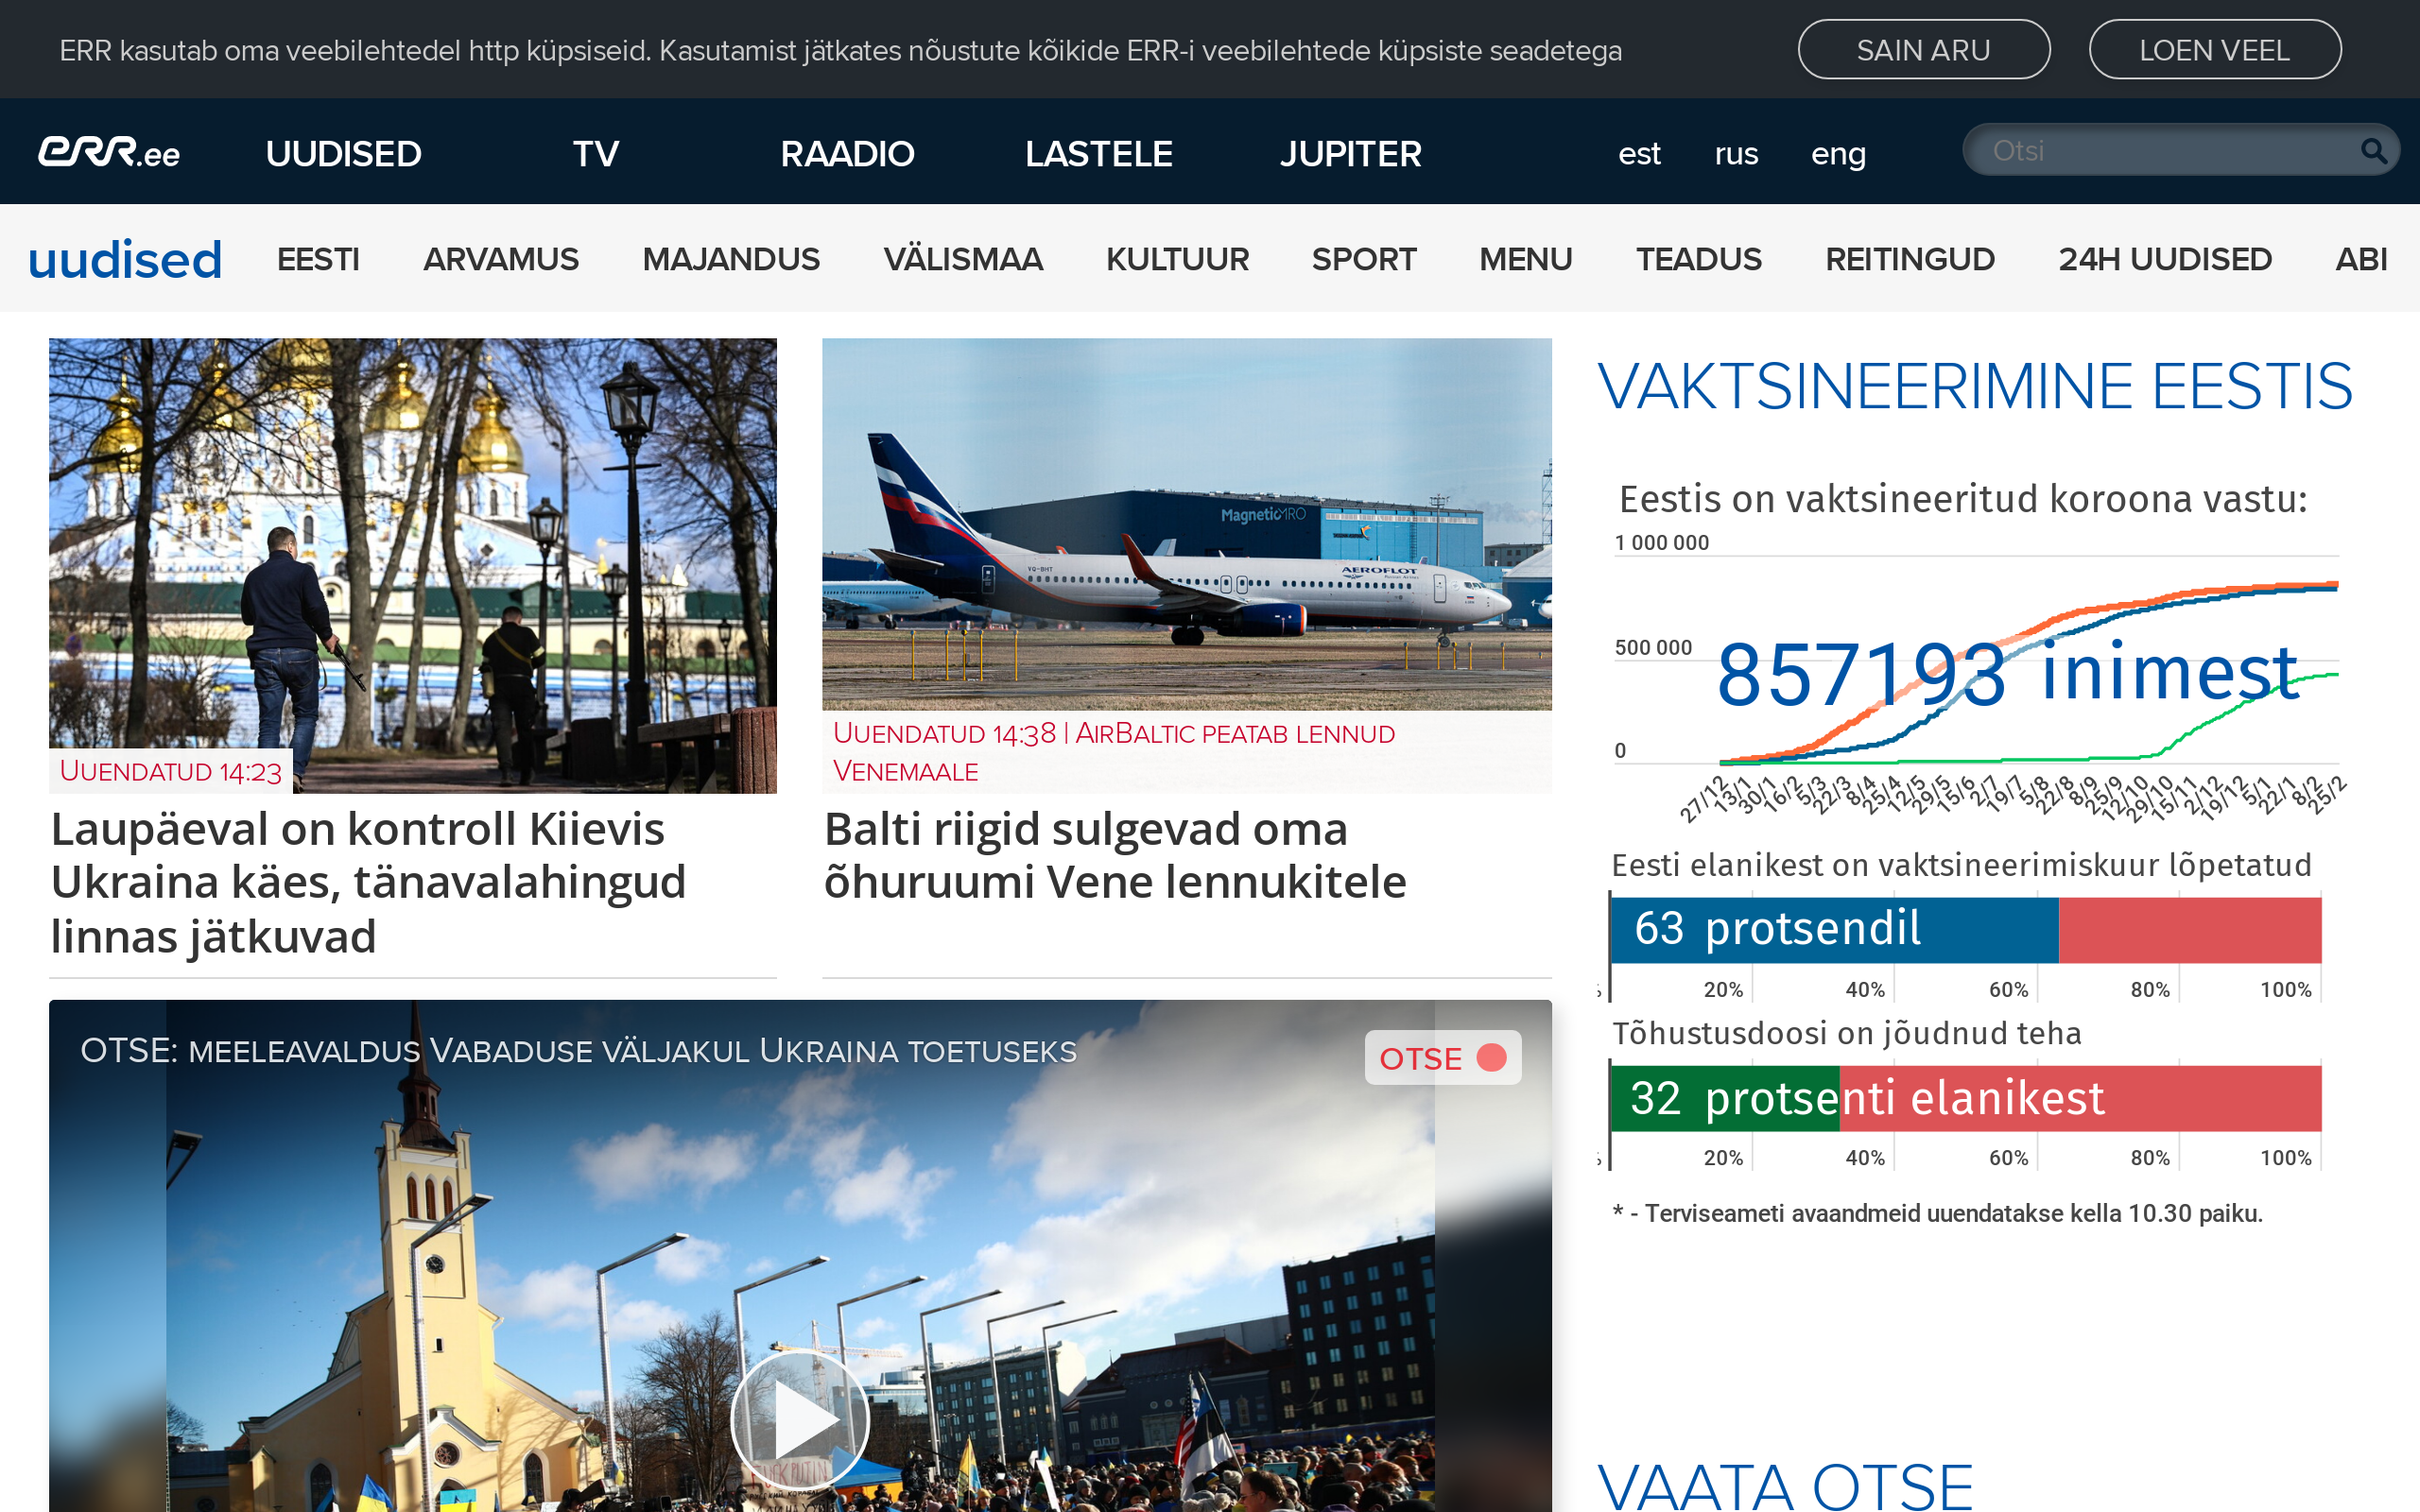 ERR kasutab oma veebilehtedel http küpsiseid. Kasutamist jätkates nõustute kõikide ERR-i veebilehtede küpsiste seadetega
SAIN ARU
LOEN VEEL
err.ee
UUDISED
TV
RAADIO
LASTELE
JUPITER
est
rus
eng
Otsi
uudised
EESTI
ARVAMUS
MAJANDUS
VÄLISMAA
KULTUUR
SPORT
MENU
TEADUS
REITINGUD
24H UUDISED
ABI
UUENDATUD 14:23
Laupäeval on kontroll Kiievis
Ukraina käes, tänavalahingud
linnas jätkuvad
MagneticMRO
VQ-BHT
AEROFLOT
UUENDATUD 14:38 | AIRBALTIC PEATAB LENNUD
VENEMAALE
Balti riigid sulgevad oma
õhuruumi Vene lennukitele
OTSE: MEELEAVALDUS VABADUSE VÄLJAKUL UKRAINA TOETUSEKS
OTSE
VAKTSINEERIMINE EESTIS
Eestis on vaktsineeritud koroona vastu:
1 000 000
500 000
857193 inimest
0
27/12 13/1 30/1 16/2 5/3 22/3 8/4 25/4 12/5 29/5 15/6 2/7 19/7 5/8 22/8 8/9 25/9 12/10 29/10 15/11 2/12 19/12 5/1 22/1 8/2 25/2
Eesti elanikest on vaktsineerimiskuur lõpetatud
63 protsendil
20% 40% 60% 80% 100%
Tõhustusdoosi on jõudnud teha
32 protsenti elanikest
20% 40% 60% 80% 100%
* - Terviseameti avaandmeid uuendatakse kella 10.30 paiku.
VAATA OTSE